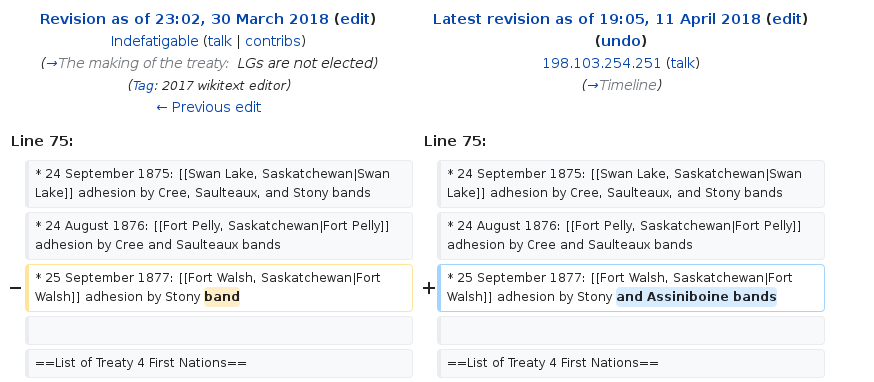 Revision as of 23:02, 30 March 2018 (edit)
Indefatigable (talk | contribs)
(→The making of the treaty: LGs are not elected)
(Tag: 2017 wikitext editor)
← Previous edit
Latest revision as of 19:05, 11 April 2018 (edit)
(undo)
198.103.254.251 (talk)
(→Timeline)
Line 75:
Line 75:
* 24 September 1875: [[Swan Lake, Saskatchewan|Swan
Lake]] adhesion by Cree, Saulteaux, and Stony bands
* 24 September 1875: [[Swan Lake, Saskatchewan|Swan
Lake]] adhesion by Cree, Saulteaux, and Stony bands
* 24 August 1876: [[Fort Pelly, Saskatchewan|Fort Pelly]]
adhesion by Cree and Saulteaux bands
* 24 August 1876: [[Fort Pelly, Saskatchewan|Fort Pelly]]
adhesion by Cree and Saulteaux bands
− * 25 September 1877: [[Fort Walsh, Saskatchewan|Fort
Walsh]] adhesion by Stony band
+ * 25 September 1877: [[Fort Walsh, Saskatchewan|Fort
Walsh]] adhesion by Stony and Assiniboine bands
==List of Treaty 4 First Nations==
==List of Treaty 4 First Nations==